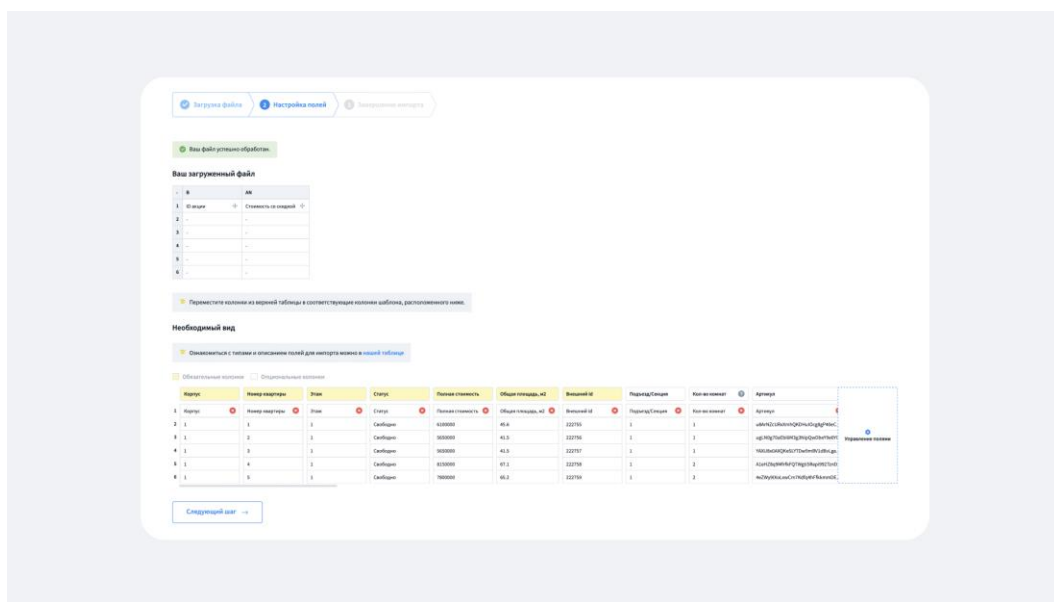 Загрузка файла 2 Настройка полей 3 Завершение импорта
Ваш файл успешно обработан.
Ваш загруженный файл
- B AN
1 ID акции Стоимость со скидкой
2 - -
3 - -
4 - -
5 - -
6 - -
Переместите колонки из верхней таблицы в соответствующие колонки шаблона, расположенного ниже.
Необходимый вид
Ознакомиться с типами и описанием полей для импорта можно в нашей таблице
Обязательные колонки Опциональные колонки
Корпус Номер квартиры Этаж Статус Полная стоимость Общая площадь, м2 Внешний id Подъезд/Секция Кол-во комнат Артикул
1 Корпус Номер квартиры Этаж Статус Полная стоимость Общая площадь, м2 Внешний id Подъезд/Секция Кол-во комнат Артикул
2 1 1 1 Свободно 6100000 45.6 222755 1 1
3 1 2 1 Свободно 5650000 41.5 222756 1 1
4 1 3 1 Свободно 5650000 41.5 222757 1 1
5 1 4 1 Свободно 8150000 67.1 222758 1 2
6 1 5 1 Свободно 7800000 65.2 222759 1 2
Управление полями
Следующий шаг →